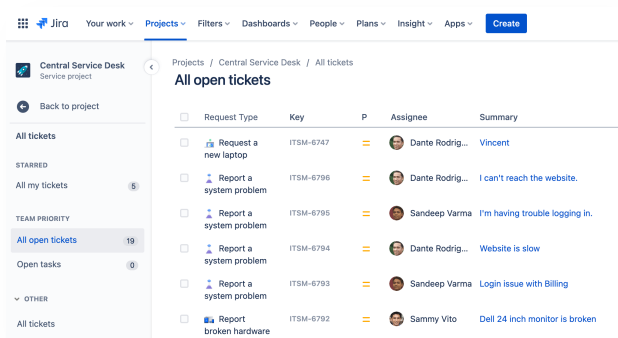 Jira Your work Projects Filters Dashboards People Plans Insight Apps Create
Central Service Desk
Service project
Back to project
All tickets
STARRED
All my tickets 5
TEAM PRIORITY
All open tickets 19
Open tasks 0
OTHER
All tickets
Projects / Central Service Desk / All tickets
All open tickets
Request Type Key P Assignee Summary
Request a new laptop ITSM-6747 Dante Rodrig... Vincent
Report a system problem ITSM-6796 Dante Rodrig... I can't reach the website.
Report a system problem ITSM-6795 Sandeep Varma I'm having trouble logging in.
Report a system problem ITSM-6794 Dante Rodrig... Website is slow
Report a system problem ITSM-6793 Sandeep Varma Login issue with Billing
Report broken hardware ITSM-6792 Sammy Vito Dell 24 inch monitor is broken